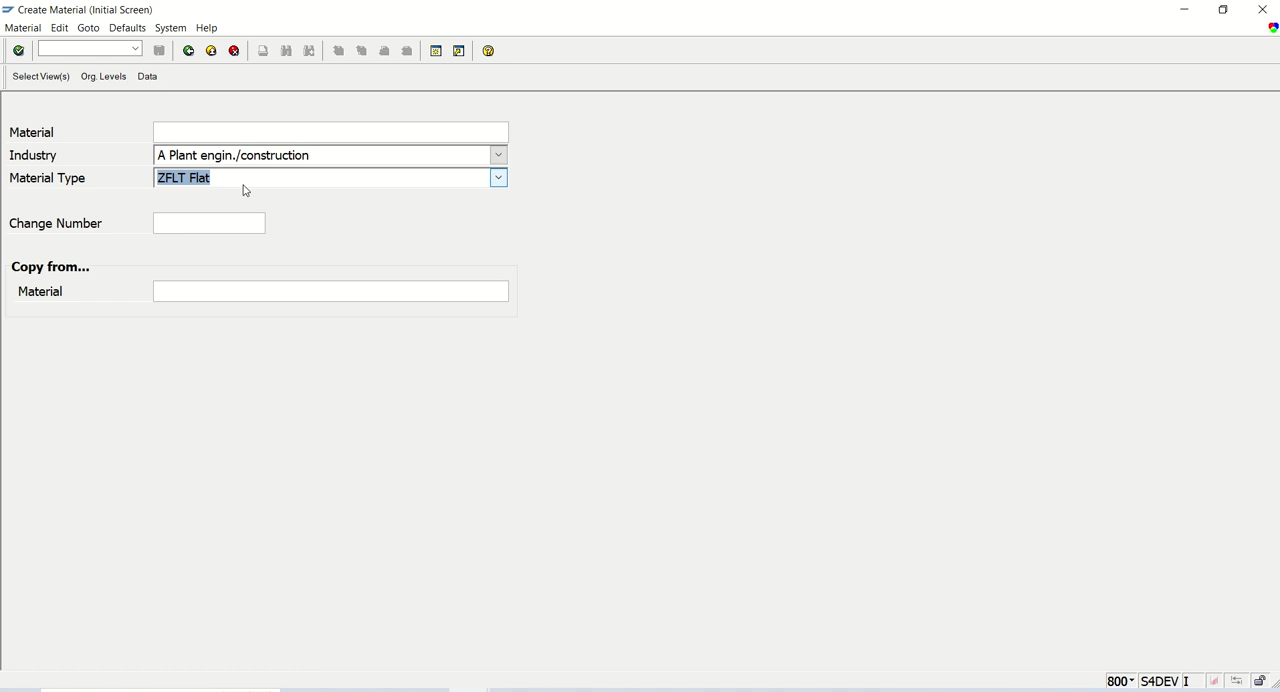 Create Material (Initial Screen)
Material Edit Goto Defaults System Help
Select View(s) Org. Levels Data
Material
Industry A Plant engin./construction
Material Type ZFLT Flat
Change Number
Copy from...
Material
800 S4DEV I